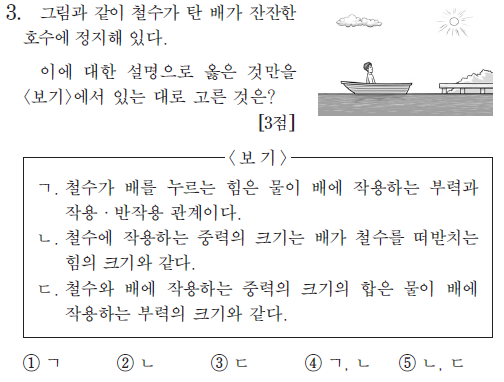 3. 그림과 같이 철수가 탄 배가 잔잔한
호수에 정지해 있다.
이에 대한 설명으로 옳은 것만을
<보기>에서 있는 대로 고른 것은?
[3점]
<보 기>
ㄱ. 철수가 배를 누르는 힘은 물이 배에 작용하는 부력과
작용ㆍ반작용 관계이다.
ㄴ. 철수에 작용하는 중력의 크기는 배가 철수를 떠받치는
힘의 크기와 같다.
ㄷ. 철수와 배에 작용하는 중력의 크기의 합은 물이 배에
작용하는 부력의 크기와 같다.
① ㄱ ② ㄴ ③ ㄷ ④ ㄱ, ㄴ ⑤ ㄴ, ㄷ